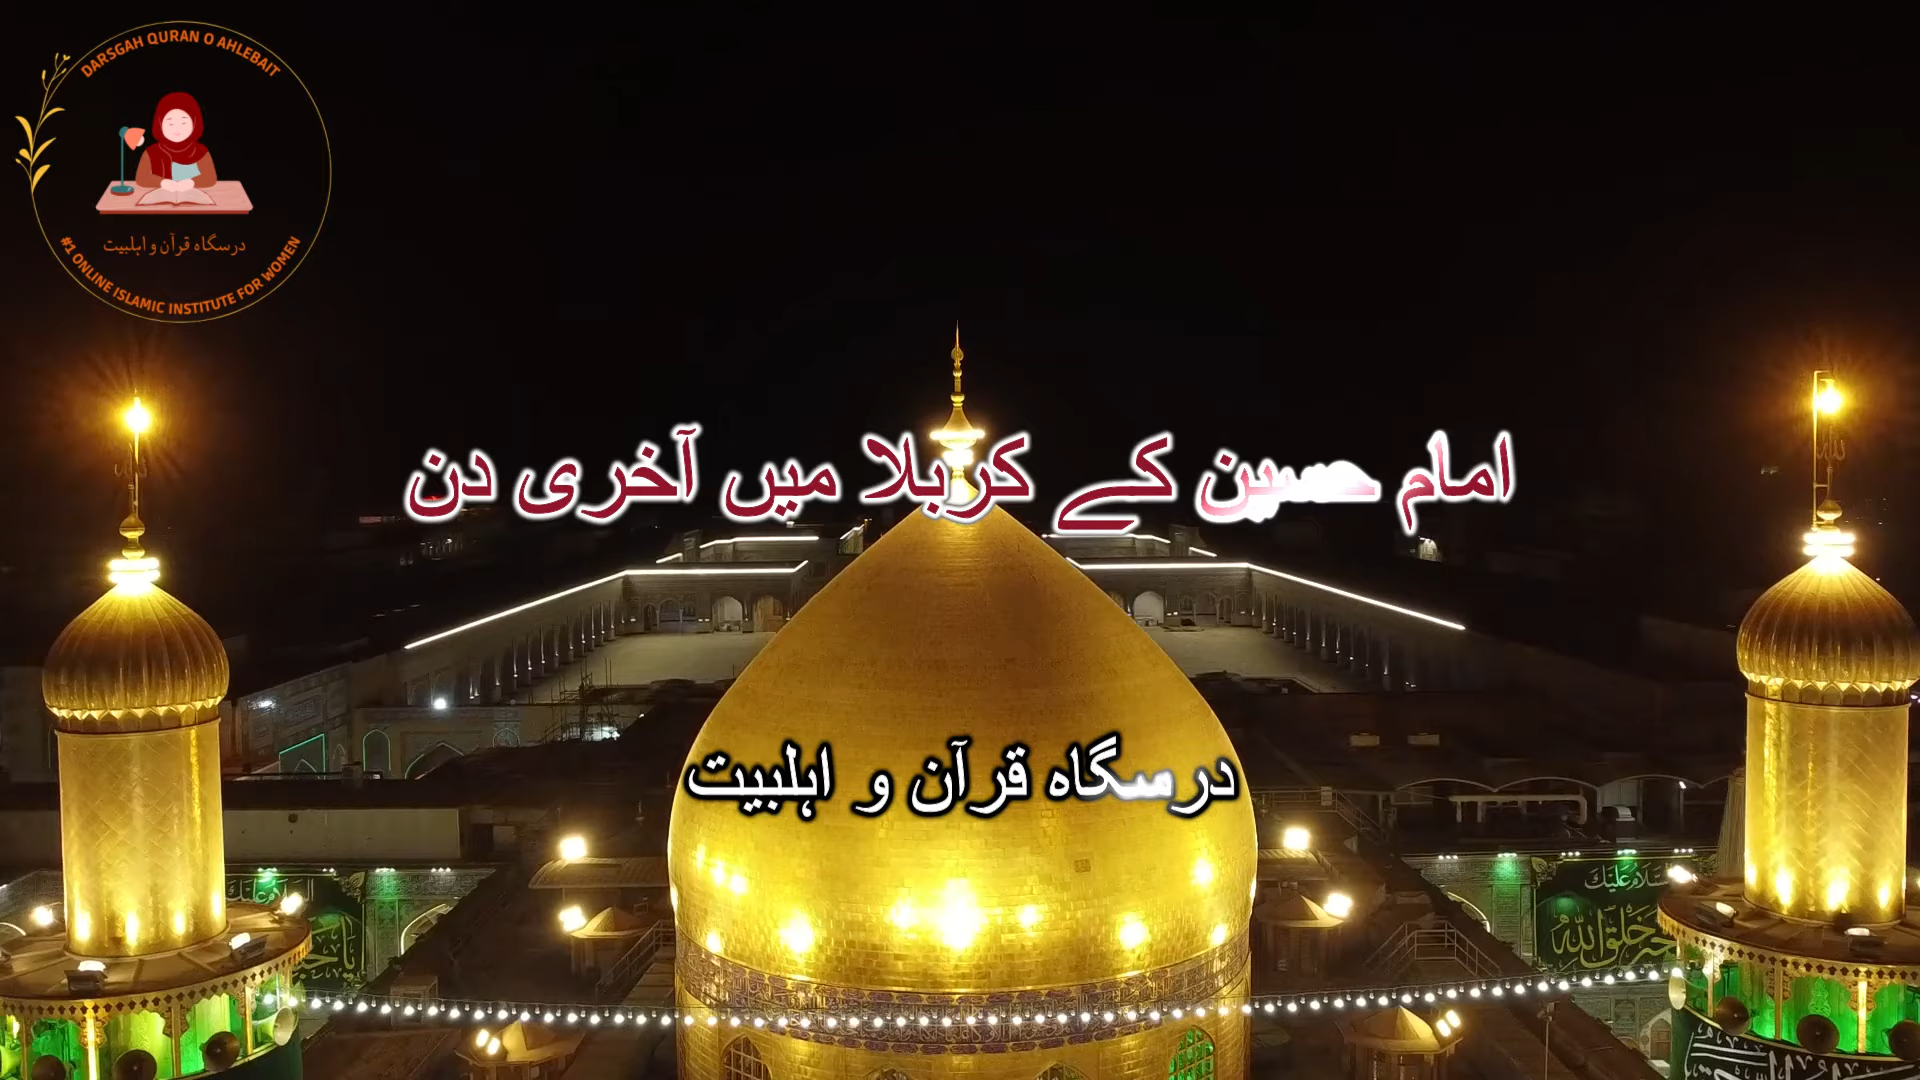 DARSGAH QURAN O AHLEBAIT
درسگاہ قرآن و اہلبیت
#1 ONLINE ISLAMIC INSTITUTE FOR WOMEN
امام حسین کے کربلا میں آخری دن
درسگاہ قرآن و اہلبیت